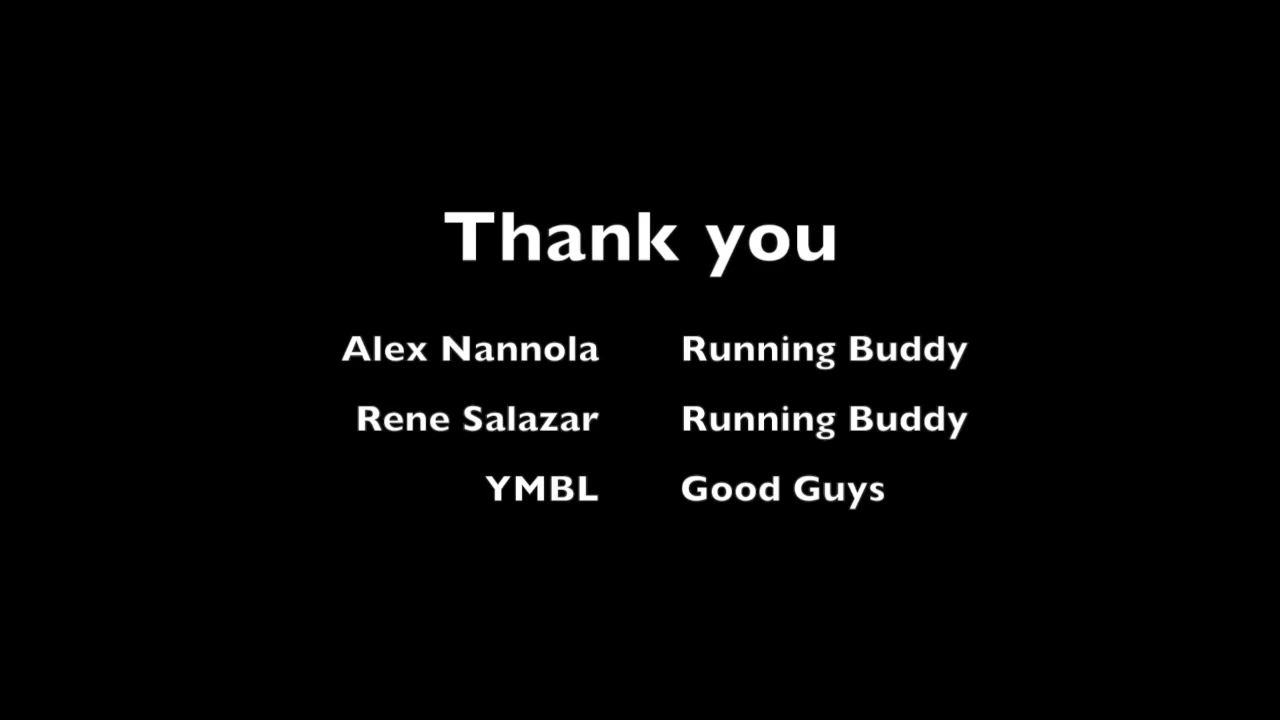 Thank you
Alex Nannola Running Buddy
Rene Salazar Running Buddy
YMBL Good Guys